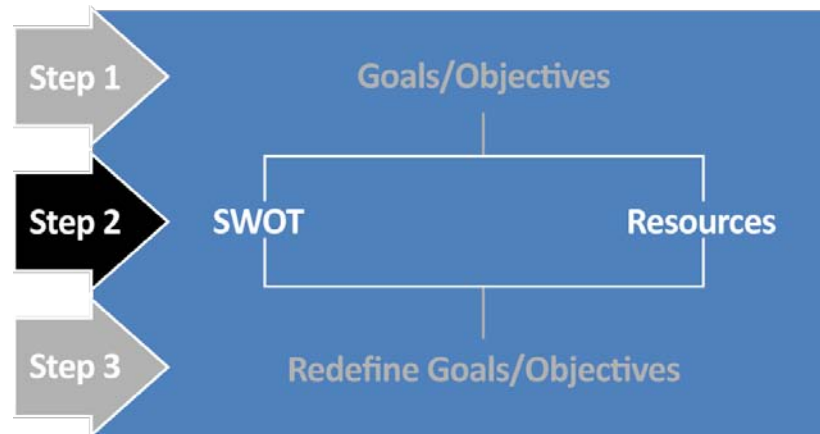 Step 1
Goals/Objectives
Step 2
SWOT
Resources
Step 3
Redefine Goals/Objectives